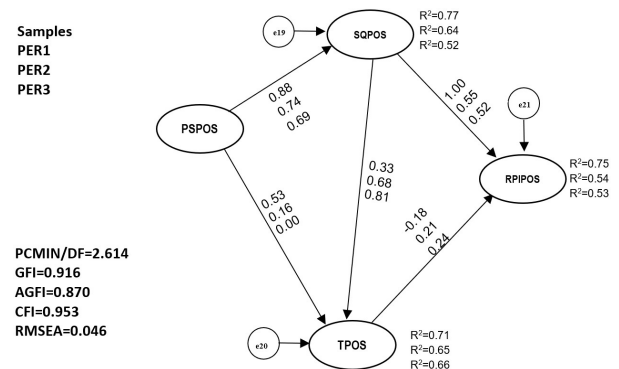 Samples
PER1
PER2
PER3
e19
SQPOS
R²=0.77
R²=0.64
R²=0.52
0.88
0.74
0.69
PSPOS
1.00
0.55
0.52
e21
RPIPOS
R²=0.75
R²=0.54
R²=0.53
0.33
0.68
0.81
0.53
0.16
0.00
-0.18
0.21
0.24
PCMIN/DF=2.614
GFI=0.916
AGFI=0.870
CFI=0.953
RMSEA=0.046
e20
TPOS
R²=0.71
R²=0.65
R²=0.66